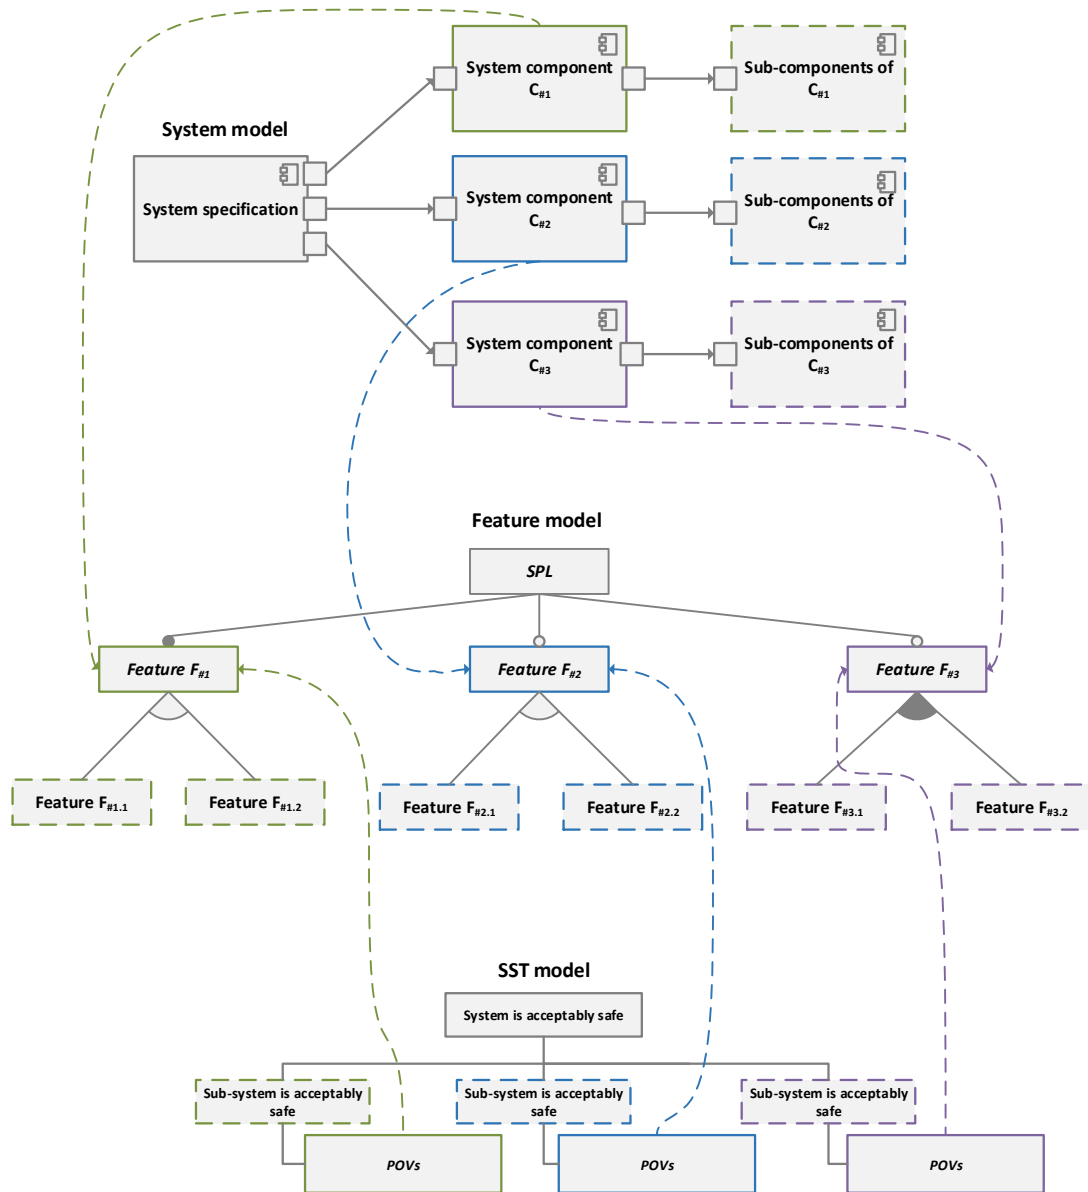 System component
C#1
Sub-components of
C#1
System model
System specification
System component
C#2
Sub-components of
C#2
System component
C#3
Sub-components of
C#3
Feature model
SPL
Feature F#1
Feature F#2
Feature F#3
Feature F#1.1
Feature F#1.2
Feature F#2.1
Feature F#2.2
Feature F#3.1
Feature F#3.2
SST model
System is acceptably safe
Sub-system is acceptably
safe
Sub-system is acceptably
safe
Sub-system is acceptably
safe
POVs
POVs
POVs